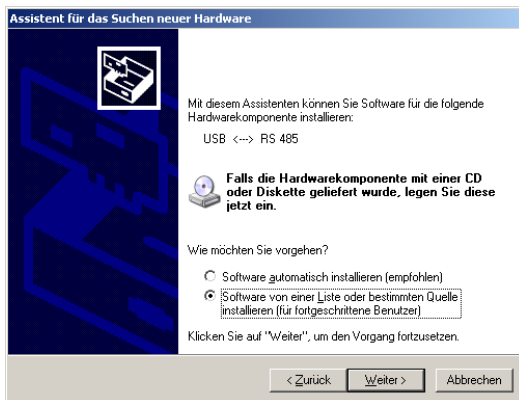 Assistent für das Suchen neuer Hardware
Mit diesem Assistenten können Sie Software für die folgende
Hardwarekomponente installieren:
USB <---> RS 485
Falls die Hardwarekomponente mit einer CD
oder Diskette geliefert wurde, legen Sie diese
jetzt ein.
Wie möchten Sie vorgehen?
Software automatisch installieren (empfohlen)
Software von einer Liste oder bestimmten Quelle
installieren (für fortgeschrittene Benutzer)
Klicken Sie auf "Weiter", um den Vorgang fortzusetzen.
< Zurück Weiter > Abbrechen